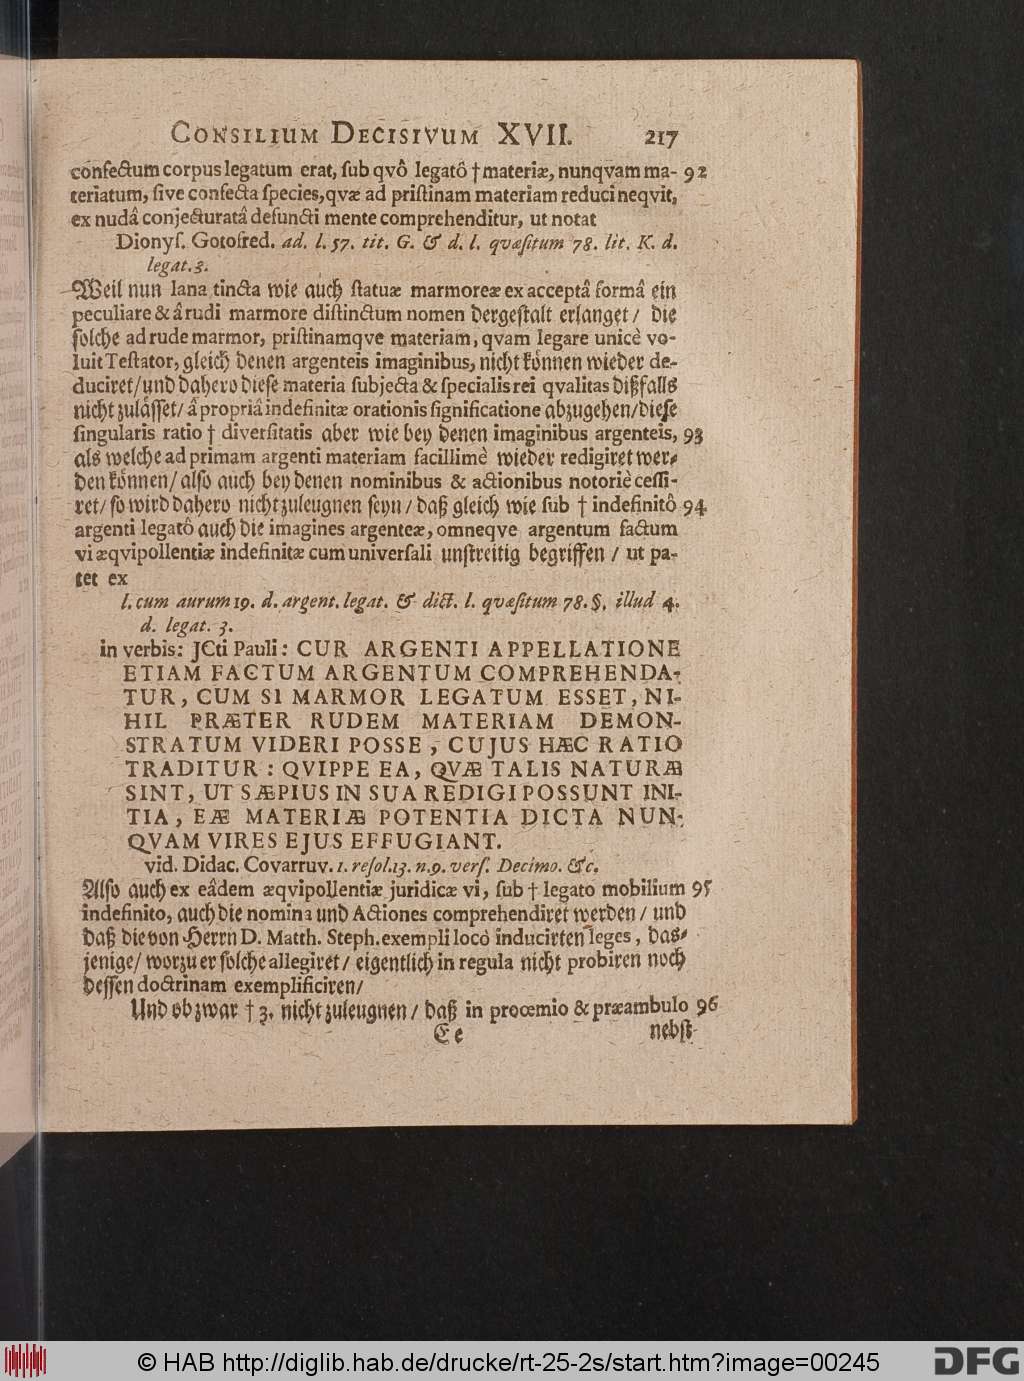 CONSILIUM DECISIVUM XVII. 217
confectum corpus legatum erat, ſub qvô legatô † materiæ, nunqvam ma- 92
teriatum, ſive confecta ſpecies, qvæ ad priſtinam materiam reduci neqvit,
ex nudâ conjecturatâ defuncti mente comprehenditur, ut notat
Dionyſ. Gotofred. ad. l. 57. tit. G. & d. l. qvæſitum 78. lit. K. d.
legat. 3.
Weil nun lana tincta wie auch ſtatuæ marmoreæ ex acceptâ formâ ein
peculiare & â rudi marmore diſtinctum nomen dergeſtalt erlanget / die
ſolche ad rude marmor, priſtinamqve materiam, qvam legare unicè vo-
luit Teſtator, gleich denen argenteis imaginibus, nicht können wieder de-
duciret / und dahero dieſe materia ſubjecta & ſpecialis rei qvalitas dißfalls
nicht zuläſſet / â propriâ indefinitæ orationis ſignificatione abzugehen / dieſe
ſingularis ratio † diverſitatis aber wie bey denen imaginibus argenteis, 93
als welche ad primam argenti materiam facillimè wieder redigiret wer-
den können / alſo auch bey denen nominibus & actionibus notoriè ceſſi-
ret / ſo wird dahero nicht zuleugnen ſeyn / daß gleich wie ſub † indefinitô 94
argenti legatô auch die imagines argenteæ, omneqve argentum factum
vi æqvipollentiæ indefinitæ cum univerſali unſtreitig begriffen / ut pa-
tet ex
l. cum aurum 19. d. argent. legat. & dict. l. qvæſitum 78. §. illud 4.
d. legat. 3.
in verbis: JCti Pauli: CUR ARGENTI APPELLATIONE
ETIAM FACTUM ARGENTUM COMPREHENDA-
TUR, CUM SI MARMOR LEGATUM ESSET, NI-
HIL PRÆTER RUDEM MATERIAM DEMON-
STRATUM VIDERI POSSE, CUJUS HÆC RATIO
TRADITUR: QVIPPE EA, QVÆ TALIS NATURÆ
SINT, UT SÆPIUS IN SUA REDIGI POSSUNT INI-
TIA, EÆ MATERIÆ POTENTIA DICTA NUN-
QVAM VIRES EJUS EFFUGIANT.
vid. Didac. Covarruv. 1. reſol. 13. n. 9. verſ. Decimo. &c.
Alſo auch ex eâdem æqvipollentiæ juridicæ vi, ſub † legato mobilium 95
indefinito, auch die nomina und Actiones comprehendiret werden / und
daß die von Herrn D. Matth. Steph. exempli locô inducirten leges, das-
jenige / worzu er ſolche allegiret / eigentlich in regula nicht probiren noch
deſſen doctrinam exemplificiren /
Und ob zwar † 3. nicht zuleugnen / daß in proœmio & præambulo 96
Ee nebſt
© HAB http://diglib.hab.de/drucke/rt-25-2s/start.htm?image=00245
DFG